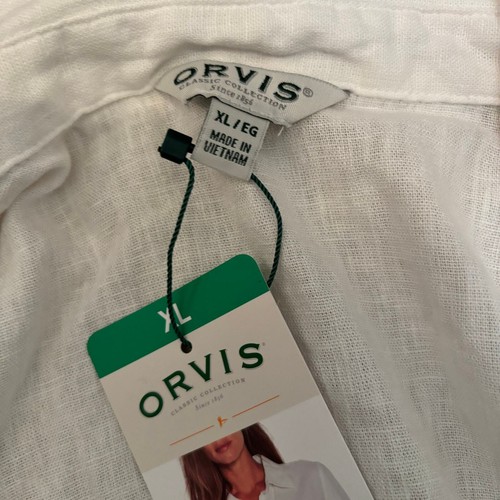 ORVIS®
CLASSIC COLLECTION
Since 1856
XL/EG
MADE IN
VIETNAM
XL
ORVIS®
CLASSIC COLLECTION
Since 1856